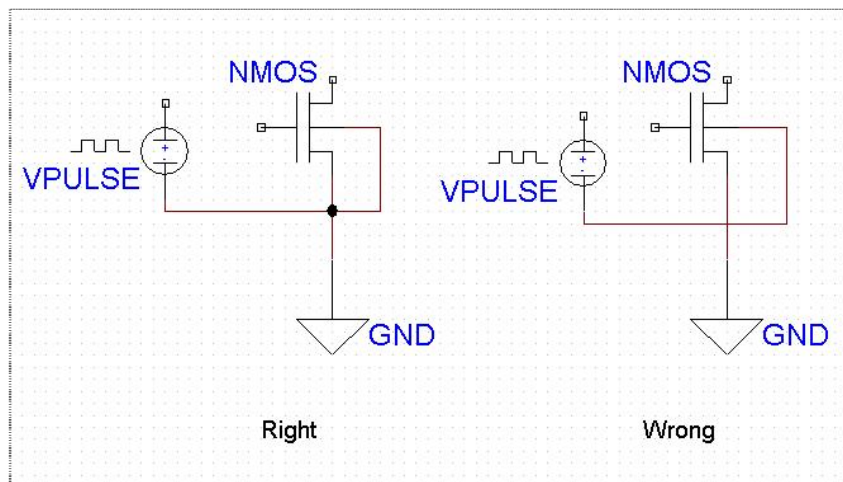 NMOS
VPULSE
GND
Right
NMOS
VPULSE
GND
Wrong